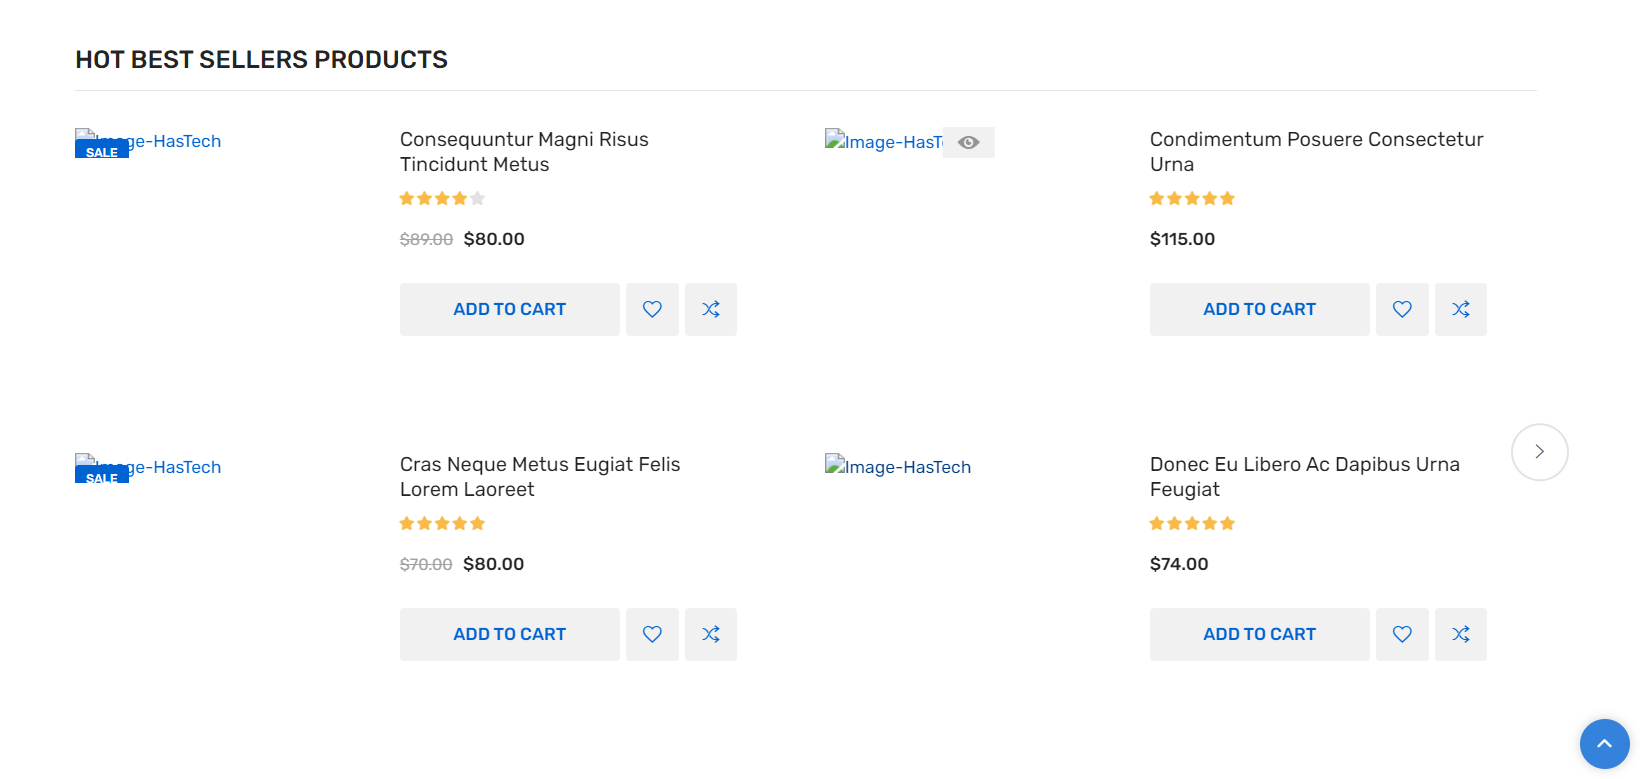 HOT BEST SELLERS PRODUCTS
Image-HasTech
SALE
Consequuntur Magni Risus
Tincidunt Metus
$89.00 $80.00
ADD TO CART
Image-HasT
Condimentum Posuere Consectetur
Urna
$115.00
ADD TO CART
Image-HasTech
SALE
Cras Neque Metus Eugiat Felis
Lorem Laoreet
$70.00 $80.00
ADD TO CART
Image-HasTech
Donec Eu Libero Ac Dapibus Urna
Feugiat
$74.00
ADD TO CART